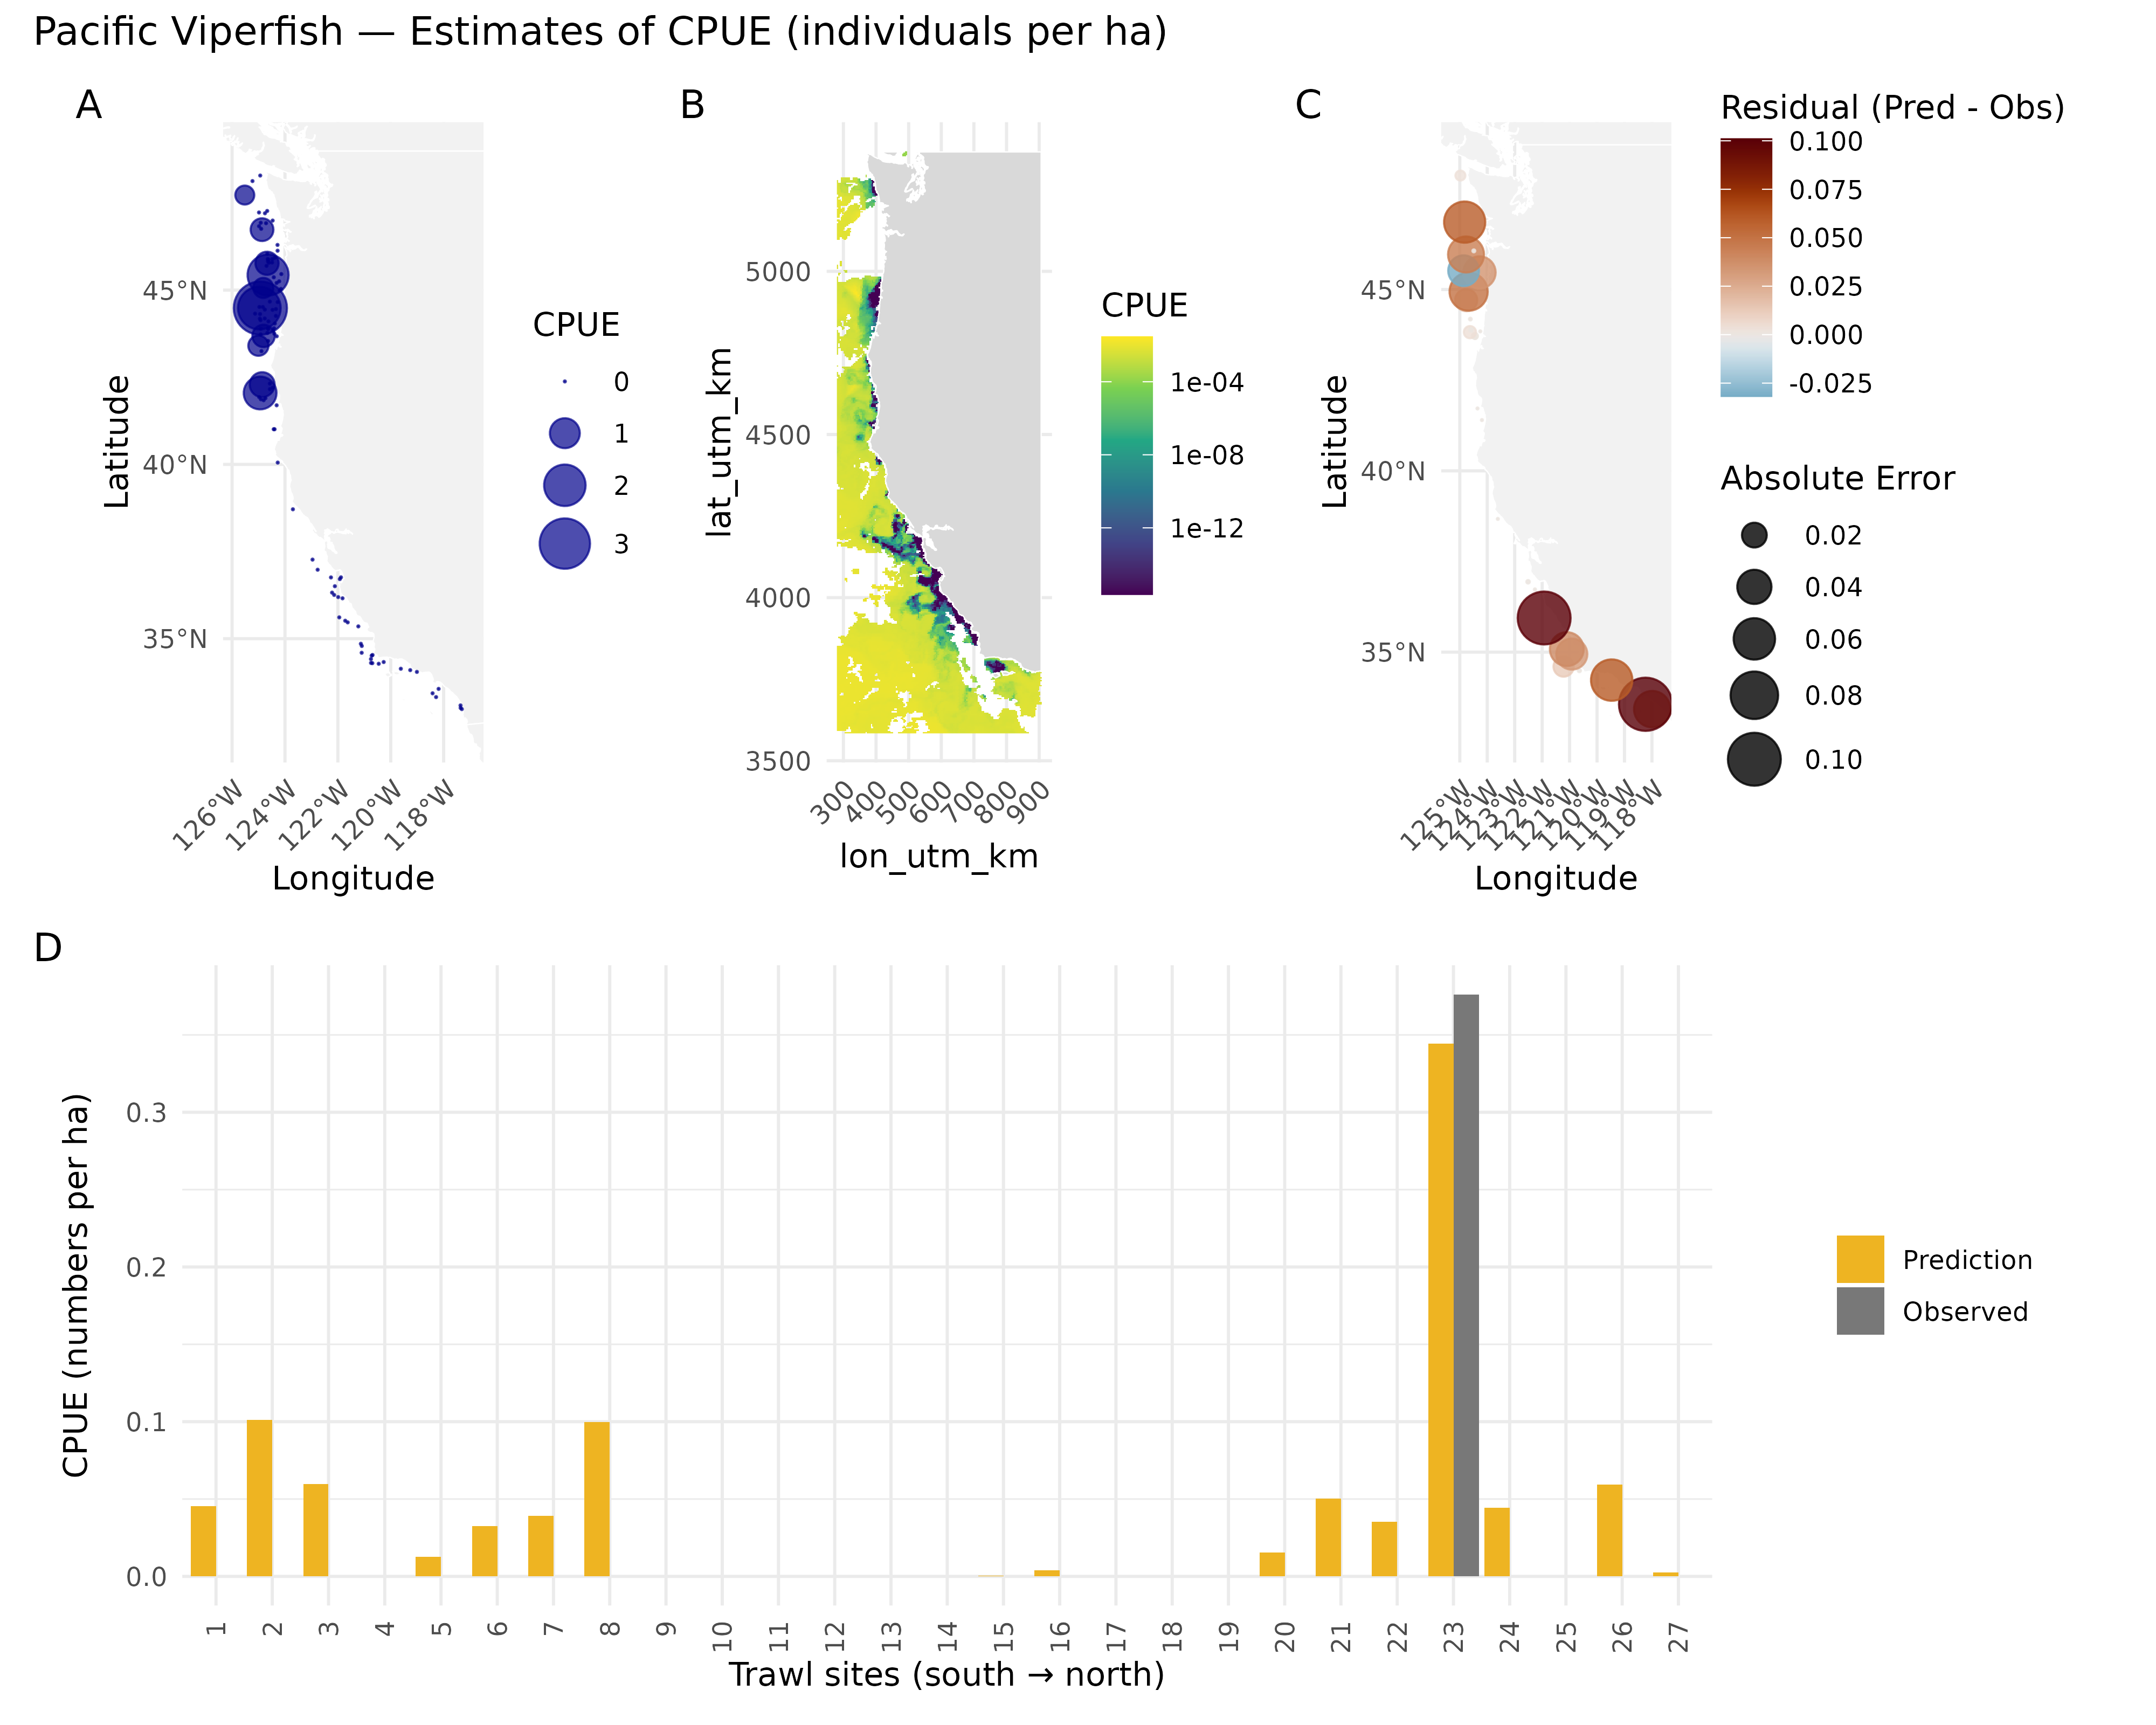 Pacific Viperfish — Estimates of CPUE (individuals per ha)
A
45°N
40°N
35°N
Latitude
126°W
124°W
122°W
120°W
118°W
Longitude
CPUE
0
1
2
3
B
5000
4500
4000
3500
lat_utm_km
300
400
500
600
700
800
900
lon_utm_km
CPUE
1e-04
1e-08
1e-12
C
45°N
40°N
35°N
Latitude
125°W
124°W
123°W
122°W
121°W
120°W
119°W
118°W
Longitude
Residual (Pred - Obs)
0.100
0.075
0.050
0.025
0.000
-0.025
Absolute Error
0.02
0.04
0.06
0.08
0.10
D
CPUE (numbers per ha)
0.3
0.2
0.1
0.0
1
2
3
4
5
6
7
8
9
10
11
12
13
14
15
16
17
18
19
20
21
22
23
24
25
26
27
Trawl sites (south → north)
Prediction
Observed